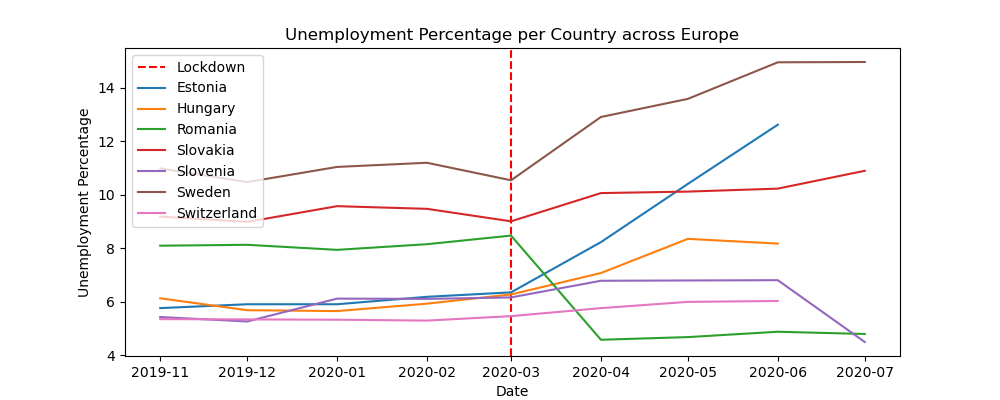 Unemployment Percentage per Country across Europe
Unemployment Percentage
14
12
10
8
6
4
Lockdown
Estonia
Hungary
Romania
Slovakia
Slovenia
Sweden
Switzerland
2019-11 2019-12 2020-01 2020-02 2020-03 2020-04 2020-05 2020-06 2020-07
Date